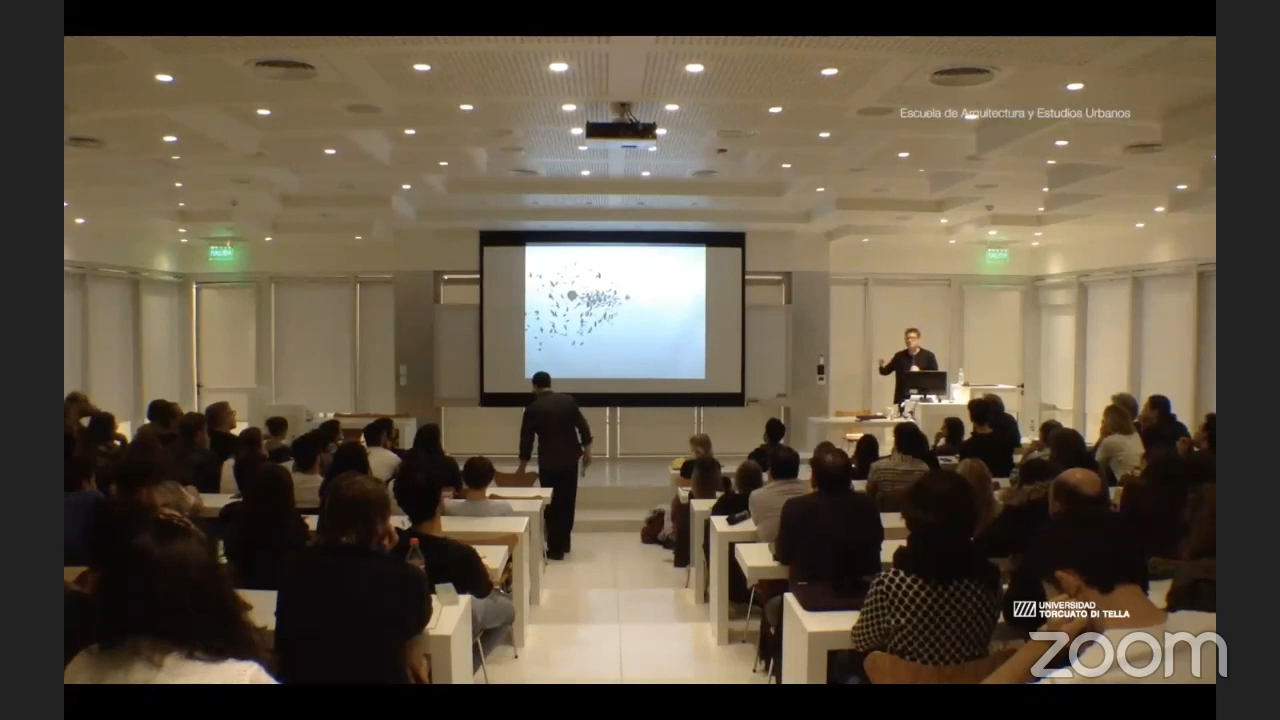 Escuela de Arquitectura y Estudios Urbanos
SALIDA
SALIDA
UNIVERSIDAD
TORCUATO DI TELLA
zoom